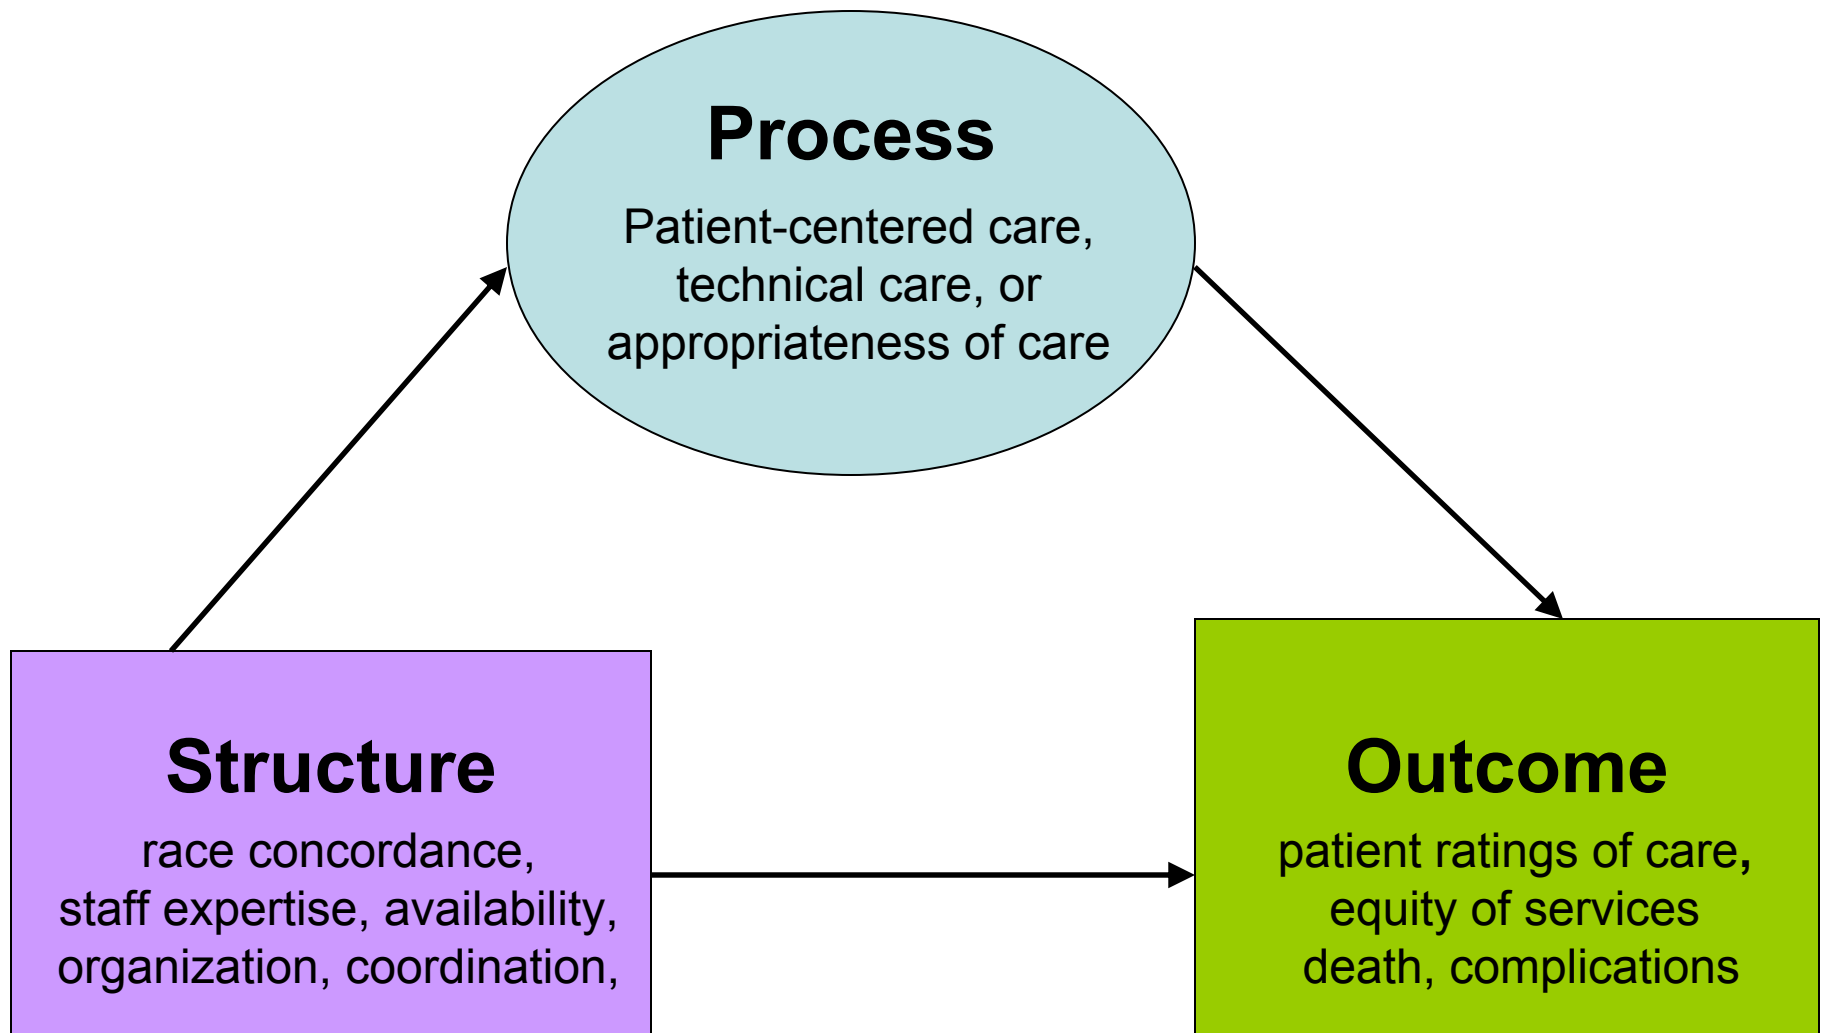 Process
Patient-centered care,
technical care, or
appropriateness of care
Structure
race concordance,
staff expertise, availability,
organization, coordination,
Outcome
patient ratings of care,
equity of services
death, complications